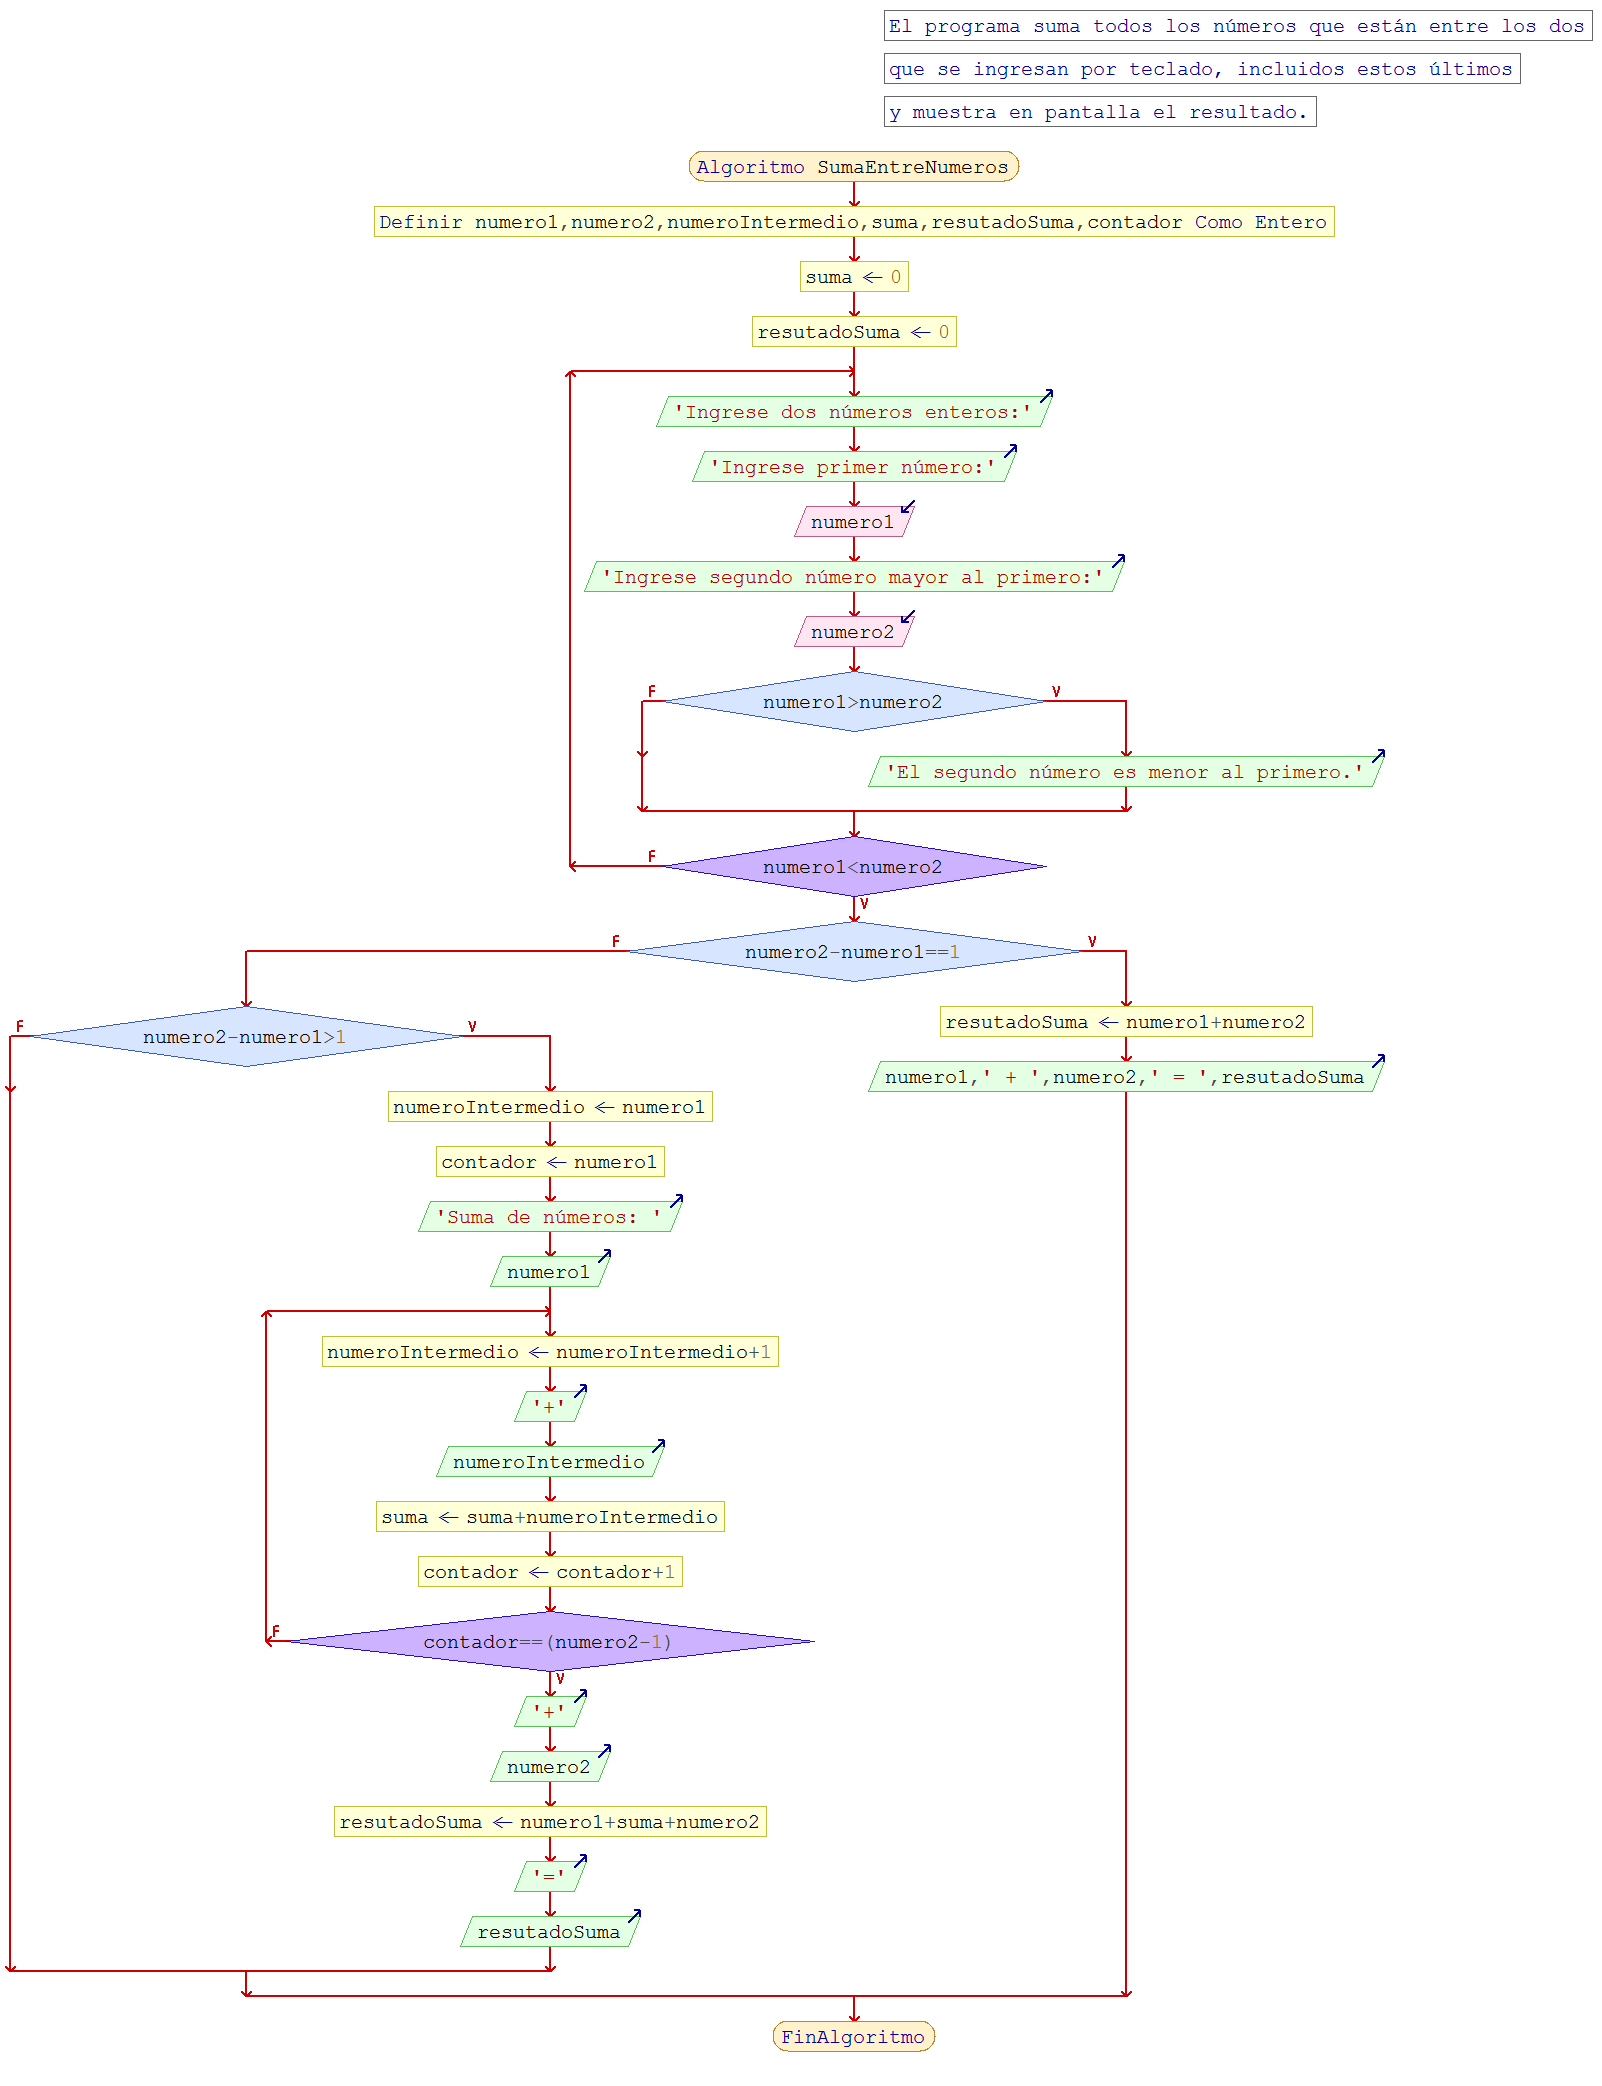 El programa suma todos los números que están entre los dos
que se ingresan por teclado, incluidos estos últimos
y muestra en pantalla el resultado.
Algoritmo SumaEntreNumeros
Definir numero1,numero2,numeroIntermedio,suma,resutadoSuma,contador Como Entero
suma ← 0
resutadoSuma ← 0
'Ingrese dos números enteros:'
'Ingrese primer número:'
numero1
'Ingrese segundo número mayor al primero:'
numero2
F
V
numero1>numero2
'El segundo número es menor al primero.'
F
numero1<numero2
V
F
V
numero2-numero1==1
resutadoSuma ← numero1+numero2
numero1,' + ',numero2,' = ',resutadoSuma
F
V
numero2-numero1>1
numeroIntermedio ← numero1
contador ← numero1
'Suma de números: '
numero1
numeroIntermedio ← numeroIntermedio+1
'+'
numeroIntermedio
suma ← suma+numeroIntermedio
contador ← contador+1
F
contador==(numero2-1)
V
'+'
numero2
resutadoSuma ← numero1+suma+numero2
'='
resutadoSuma
FinAlgoritmo